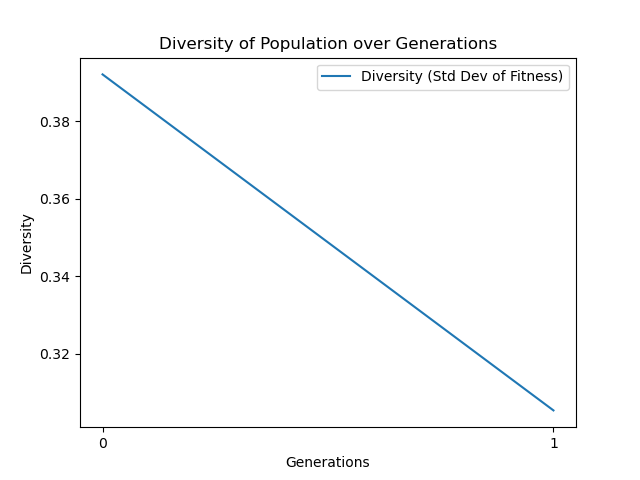 Diversity of Population over Generations
Diversity (Std Dev of Fitness)
0.38
0.36
0.34
0.32
Diversity
0
1
Generations